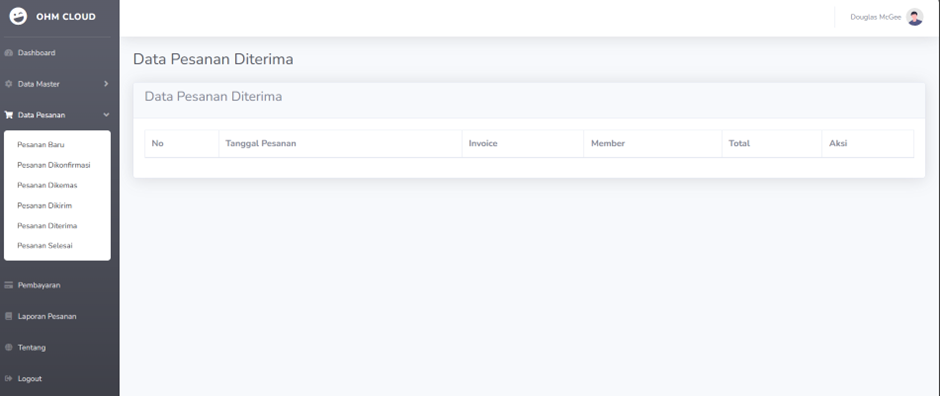 OHM CLOUD
Douglas McGee
Dashboard
Data Master
Data Pesanan
Pesanan Baru
Pesanan Dikonfirmasi
Pesanan Dikemas
Pesanan Dikirim
Pesanan Diterima
Pesanan Selesai
Pembayaran
Laporan Pesanan
Tentang
Logout
Data Pesanan Diterima
Data Pesanan Diterima
No Tanggal Pesanan Invoice Member Total Aksi